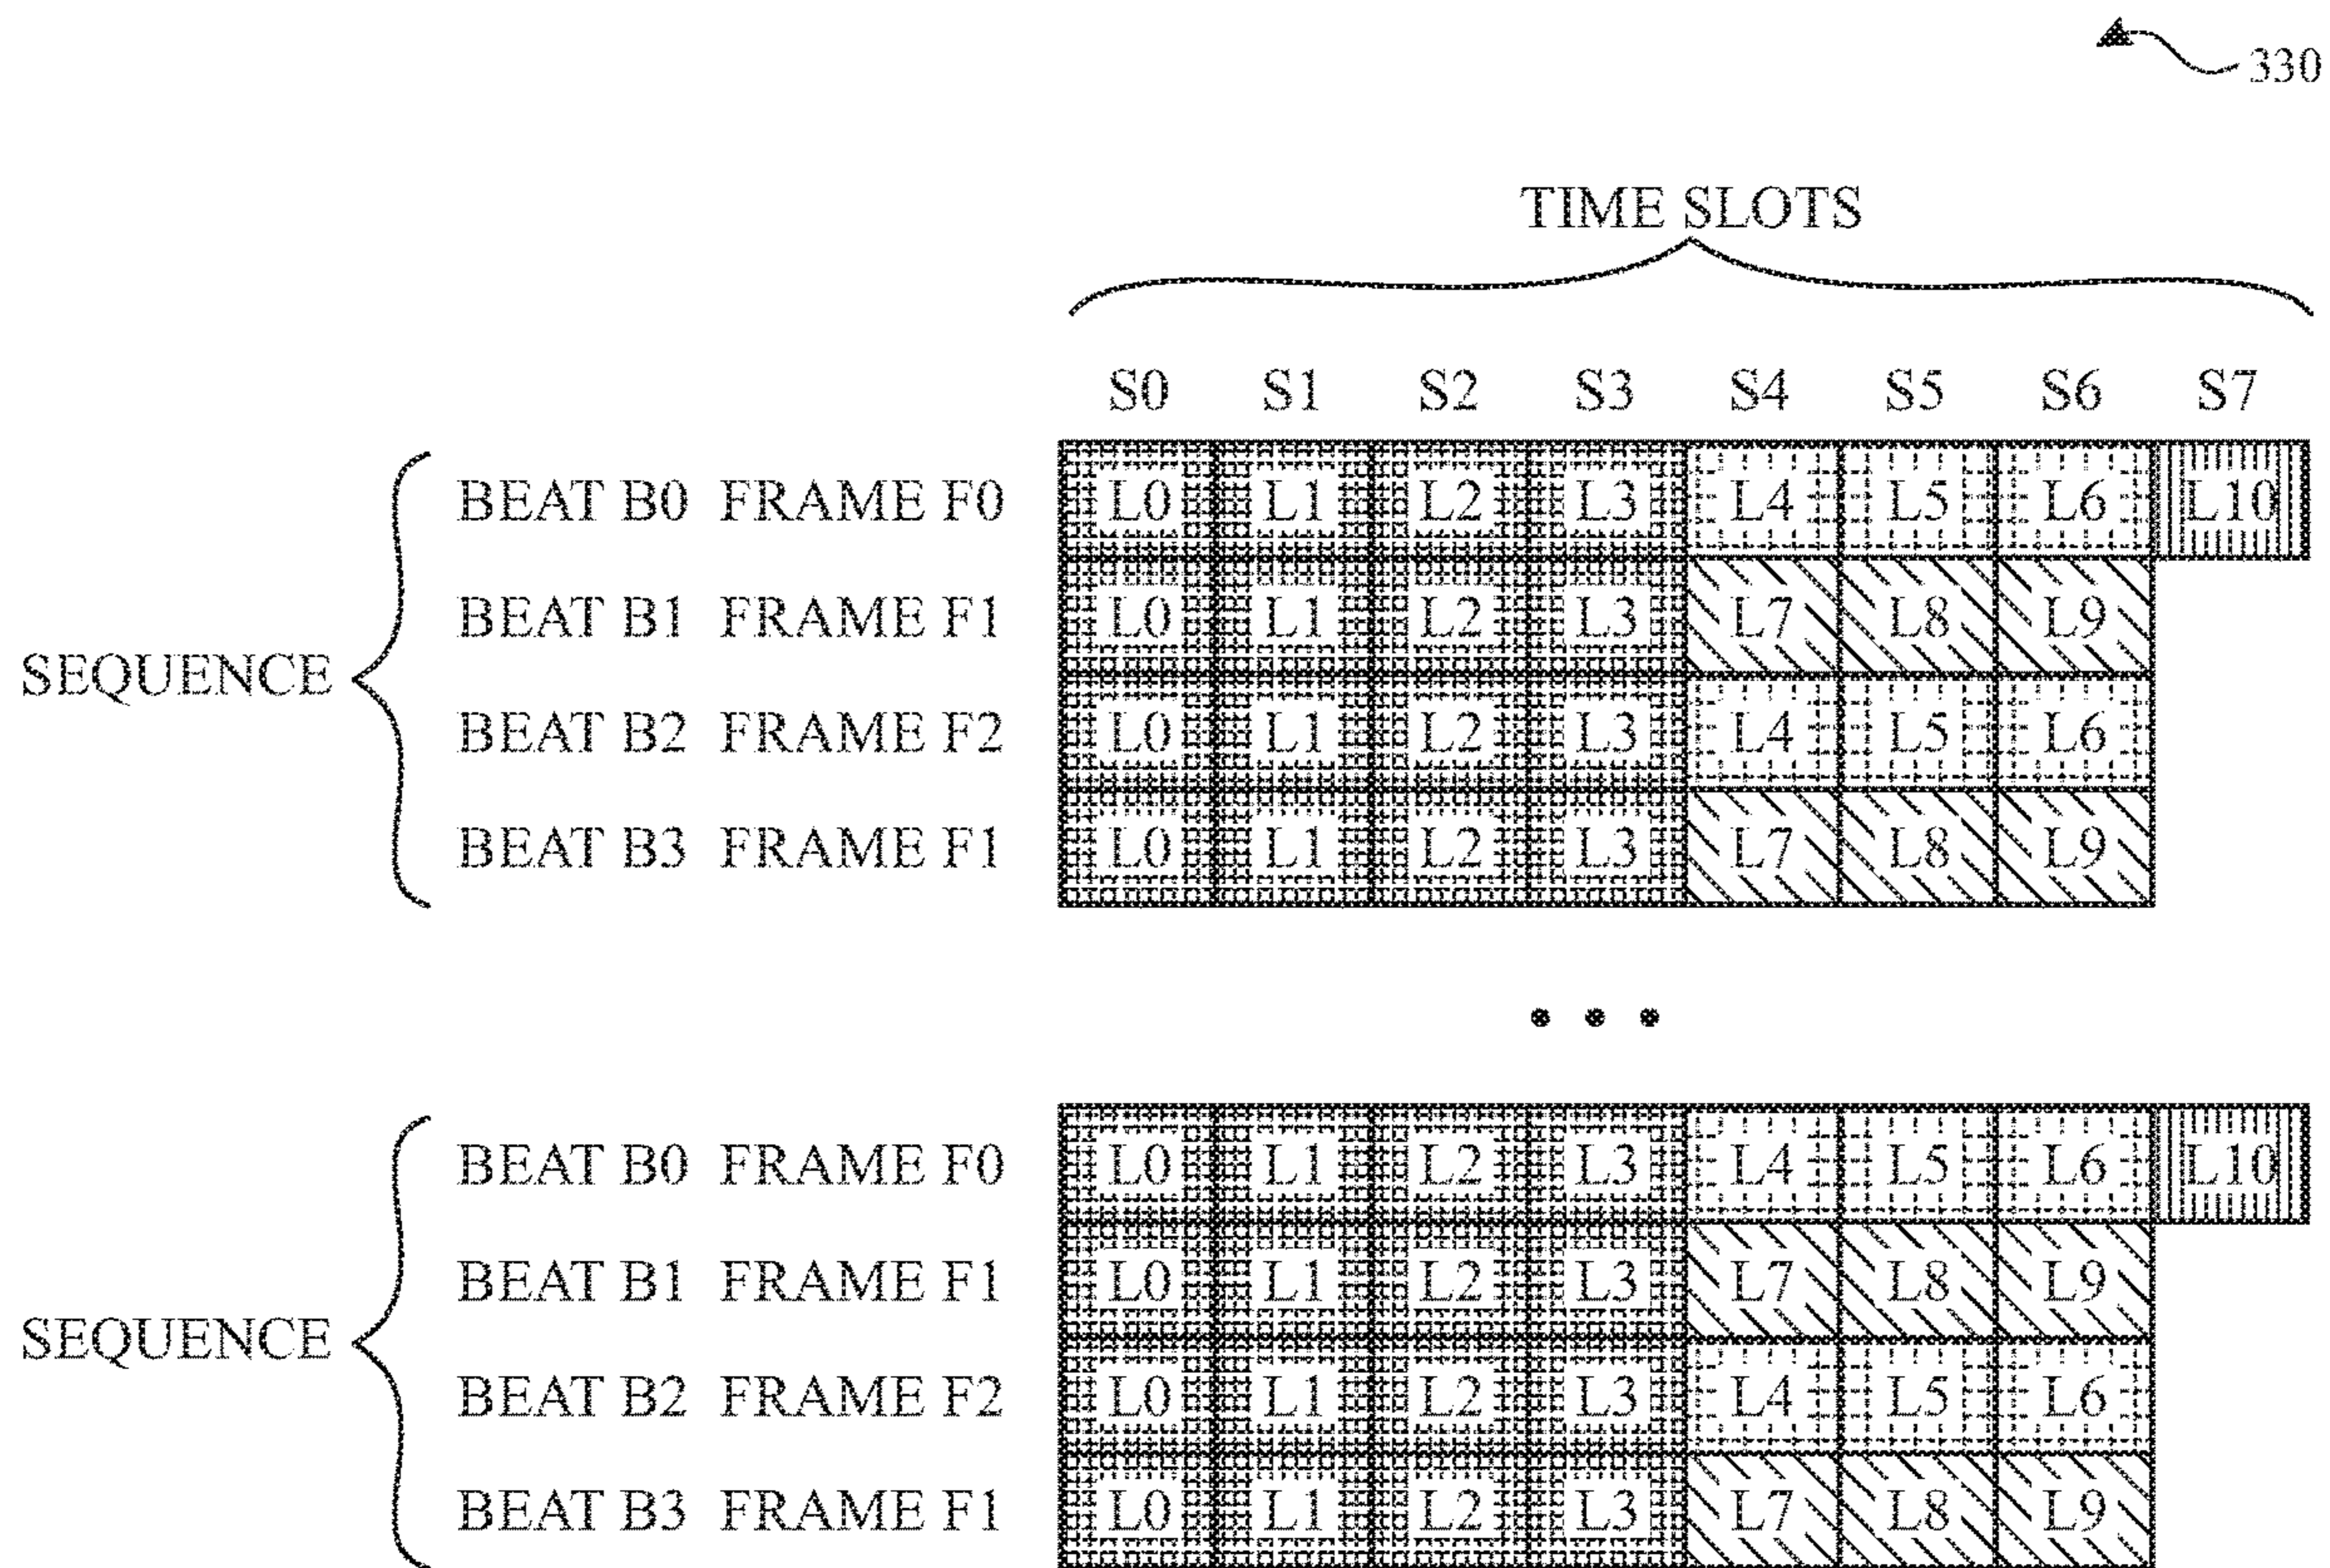 330
TIME SLOTS
S0 S1 S2 S3 S4 S5 S6 S7
BEAT B0 FRAME F0 L0 L1 L2 L3 L4 L5 L6 L10
BEAT B1 FRAME F1 L0 L1 L2 L3 L7 L8 L9
SEQUENCE
BEAT B2 FRAME F2 L0 L1 L2 L3 L4 L5 L6
BEAT B3 FRAME F1 L0 L1 L2 L3 L7 L8 L9
• • •
BEAT B0 FRAME F0 L0 L1 L2 L3 L4 L5 L6 L10
BEAT B1 FRAME F1 L0 L1 L2 L3 L7 L8 L9
SEQUENCE
BEAT B2 FRAME F2 L0 L1 L2 L3 L4 L5 L6
BEAT B3 FRAME F1 L0 L1 L2 L3 L7 L8 L9